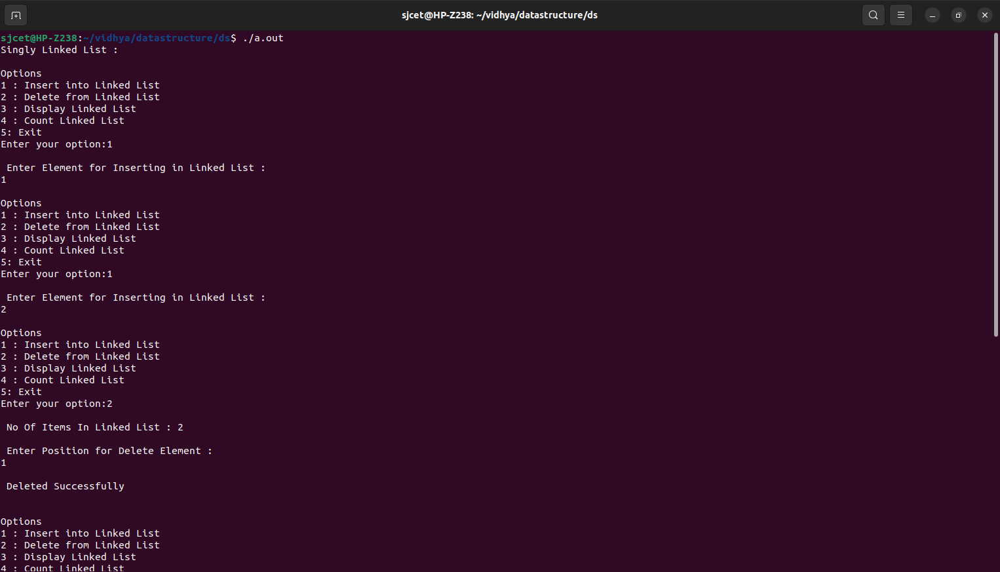 sjcet@HP-Z238: ~/vidhya/datastructure/ds
sjcet@HP-Z238:~/vidhya/datastructure/ds$ ./a.out
Singly Linked List :
Options
1 : Insert into Linked List
2 : Delete from Linked List
3 : Display Linked List
4 : Count Linked List
5: Exit
Enter your option:1
Enter Element for Inserting in Linked List :
1
Options
1 : Insert into Linked List
2 : Delete from Linked List
3 : Display Linked List
4 : Count Linked List
5: Exit
Enter your option:1
Enter Element for Inserting in Linked List :
2
Options
1 : Insert into Linked List
2 : Delete from Linked List
3 : Display Linked List
4 : Count Linked List
5: Exit
Enter your option:2
No Of Items In Linked List : 2
Enter Position for Delete Element :
1
Deleted Successfully
Options
1 : Insert into Linked List
2 : Delete from Linked List
3 : Display Linked List
4 : Count Linked List